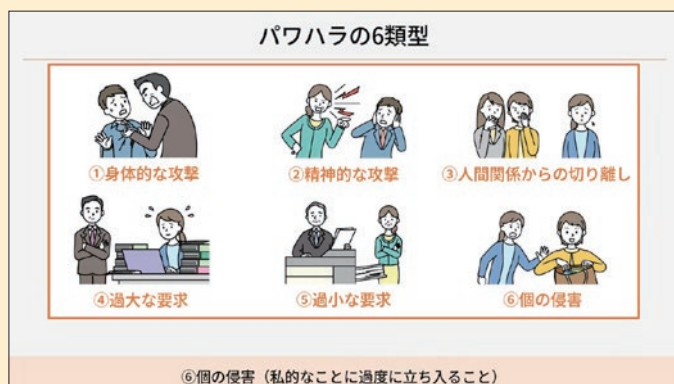 パワハラの6類型
①身体的な攻撃
②精神的な攻撃
③人間関係からの切り離し
④過大な要求
⑤過小な要求
⑥個の侵害
⑥個の侵害（私的なことに過度に立ち入ること）